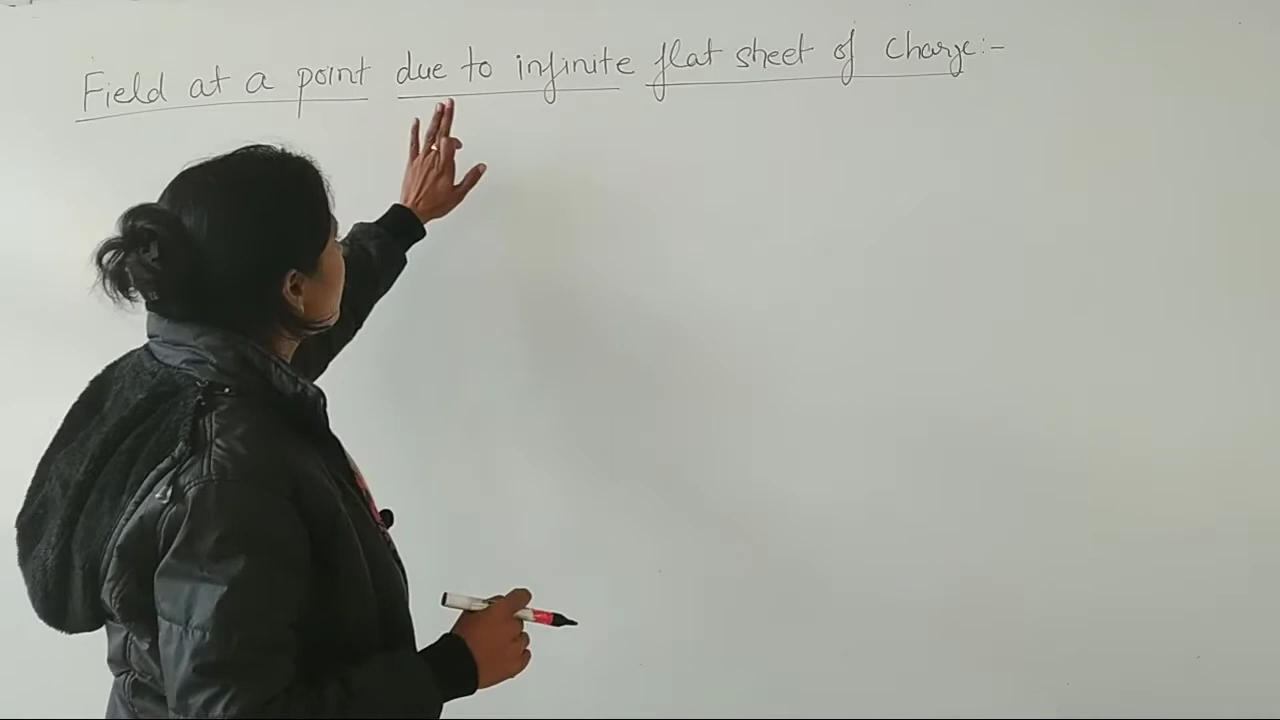 Field at a point due to infinite flat sheet of charge:-